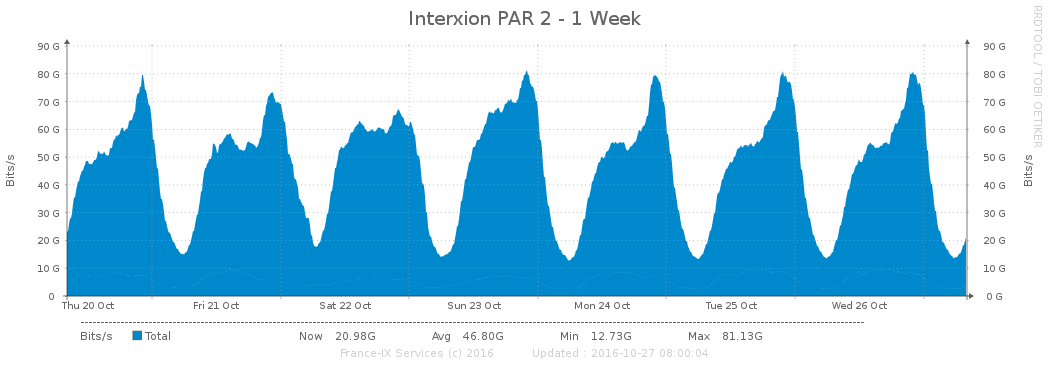 Interxion PAR 2 - 1 Week
RRDTOOL / TOBI OETIKER
Bits/s
90 G
80 G
70 G
60 G
50 G
40 G
30 G
20 G
10 G
0
90 G
80 G
70 G
60 G
50 G
40 G
30 G
20 G
10 G
0 G
Bits/s
Thu 20 Oct Fri 21 Oct Sat 22 Oct Sun 23 Oct Mon 24 Oct Tue 25 Oct Wed 26 Oct
Bits/s Total Now 20.98G Avg 46.80G Min 12.73G Max 81.13G
France-IX Services (c) 2016 Updated : 2016-10-27 08:00:04